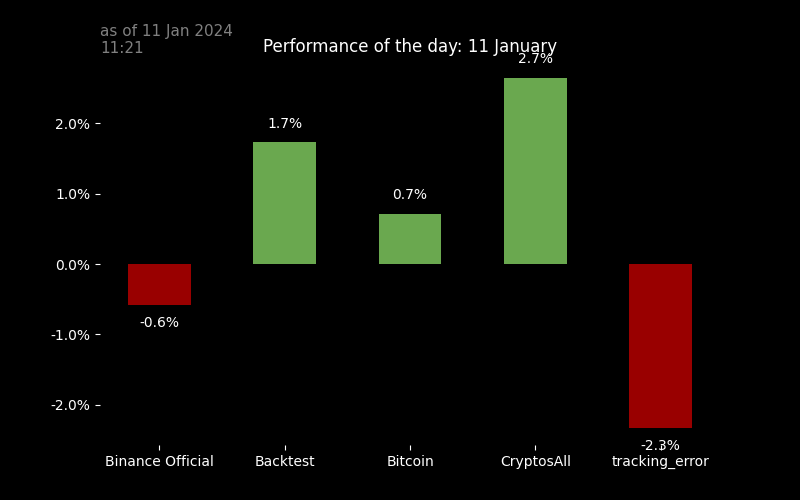 as of 11 Jan 2024
11:21
Performance of the day: 11 January
2.7%
2.0%
1.7%
1.0%
0.7%
0.0%
-0.6%
-1.0%
-2.0%
-2.3%
Binance Official
Backtest
Bitcoin
CryptosAll
tracking_error